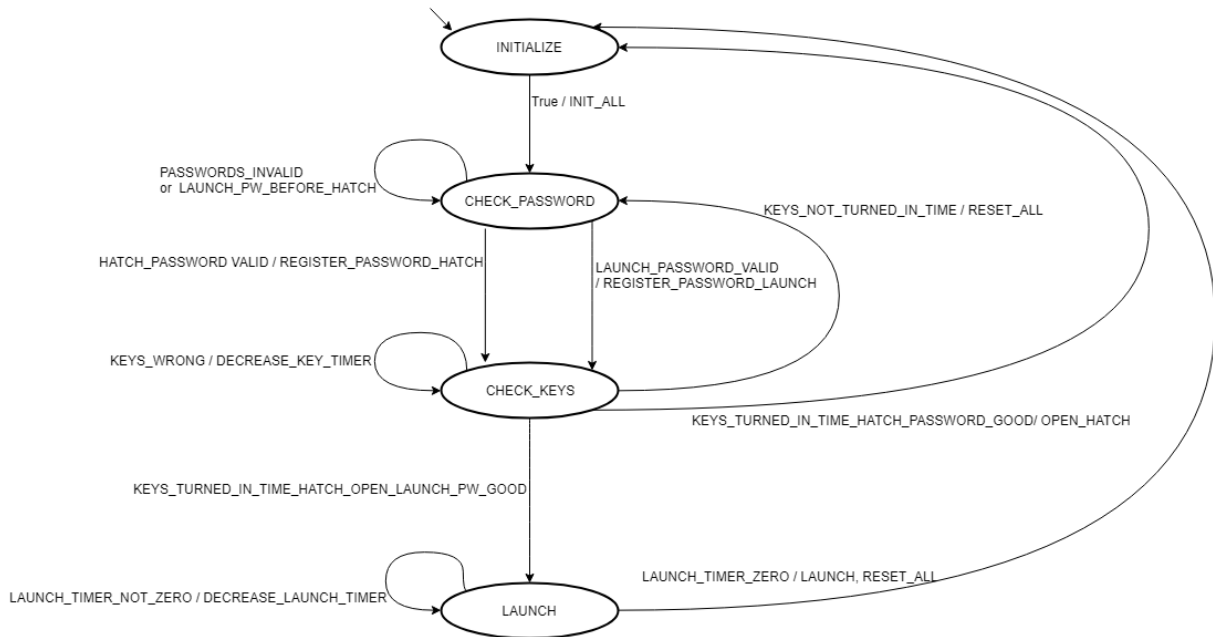 INITIALIZE
True / INIT_ALL
PASSWORDS_INVALID
or LAUNCH_PW_BEFORE_HATCH
CHECK_PASSWORD
KEYS_NOT_TURNED_IN_TIME / RESET_ALL
HATCH_PASSWORD VALID / REGISTER_PASSWORD_HATCH
LAUNCH_PASSWORD_VALID
/ REGISTER_PASSWORD_LAUNCH
KEYS_WRONG / DECREASE_KEY_TIMER
CHECK_KEYS
KEYS_TURNED_IN_TIME_HATCH_PASSWORD_GOOD/ OPEN_HATCH
KEYS_TURNED_IN_TIME_HATCH_OPEN_LAUNCH_PW_GOOD
LAUNCH_TIMER_ZERO / LAUNCH, RESET_ALL
LAUNCH_TIMER_NOT_ZERO / DECREASE_LAUNCH_TIMER
LAUNCH